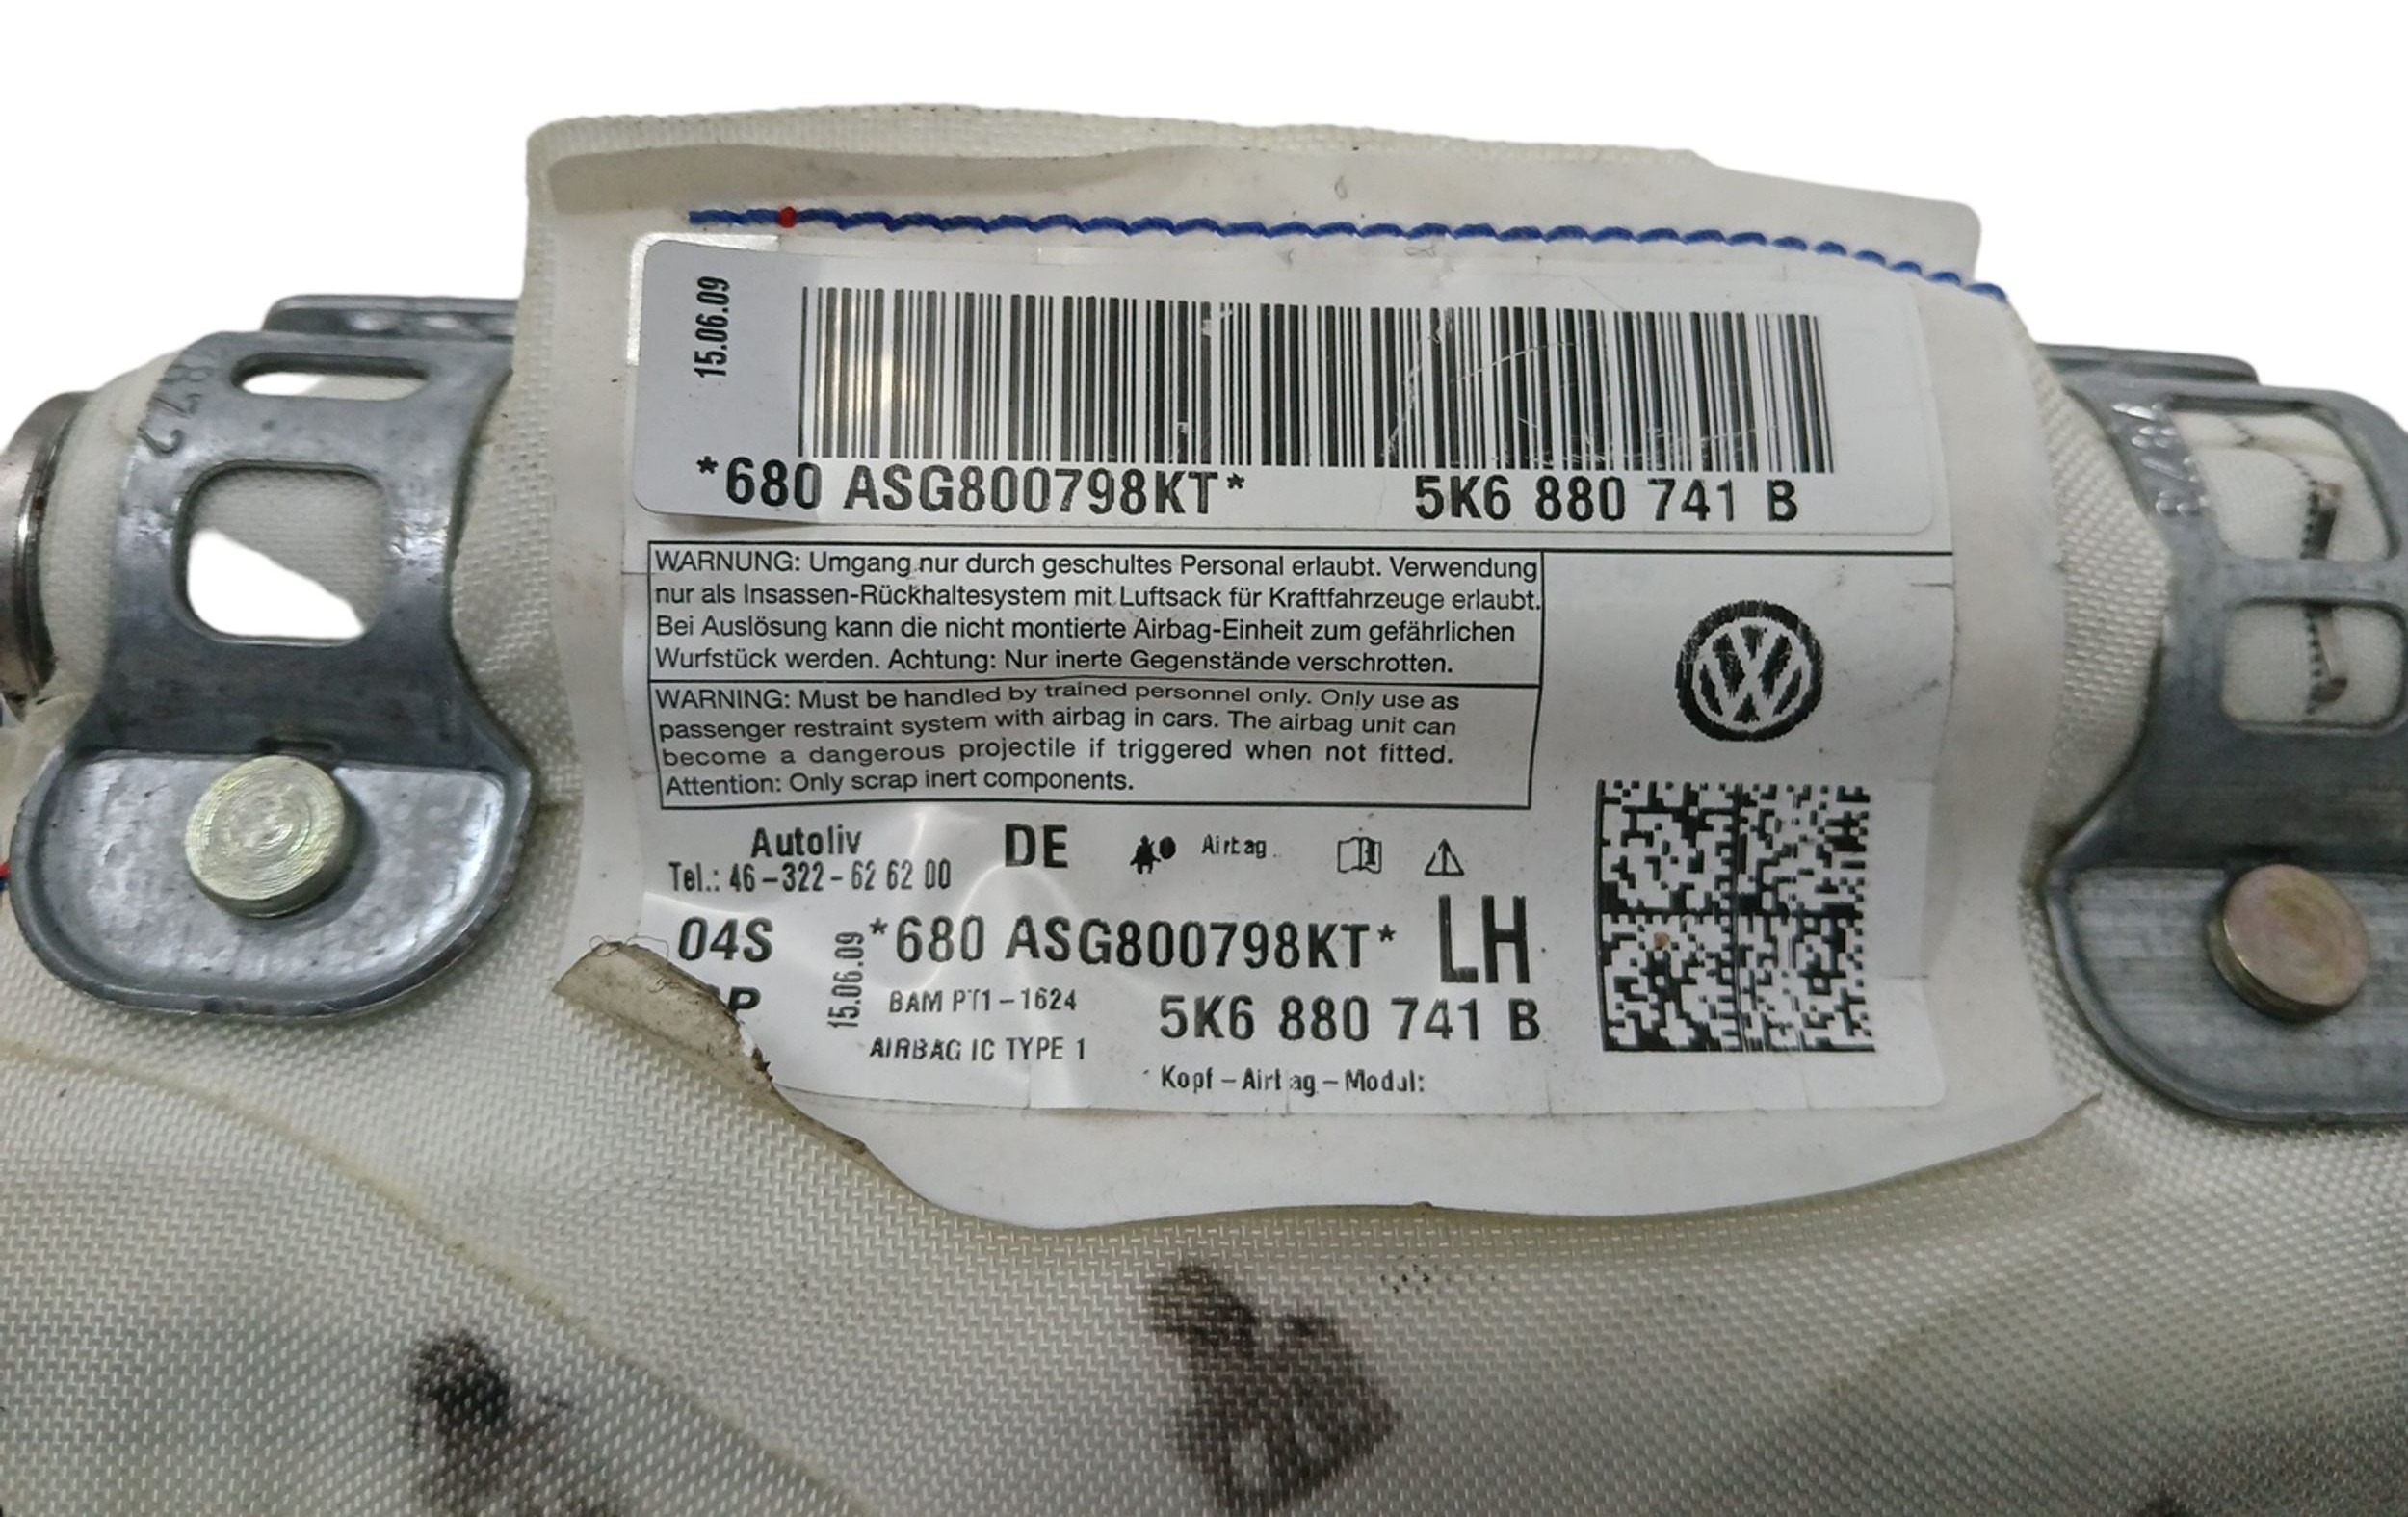 15.06.09
*680 ASG800798KT* 5K6 880 741 B
WARNUNG: Umgang nur durch geschultes Personal erlaubt. Verwendung
nur als Insassen-Rückhaltesystem mit Luftsack für Kraftfahrzeuge erlaubt.
Bei Auslösung kann die nicht montierte Airbag-Einheit zum gefährlichen
Wurfstück werden. Achtung: Nur inerte Gegenstände verschrotten.
WARNING: Must be handled by trained personnel only. Only use as
passenger restraint system with airbag in cars. The airbag unit can
become a dangerous projectile if triggered when not fitted.
Attention: Only scrap inert components.
Autoliv DE Airbag
Tel.: 46-322-62 62 00
04S 15.06.09 *680 ASG800798KT* LH
BAM PT1-1624 5K6 880 741 B
AIRBAG IC TYPE 1
Kopf-Airbag-Modul: